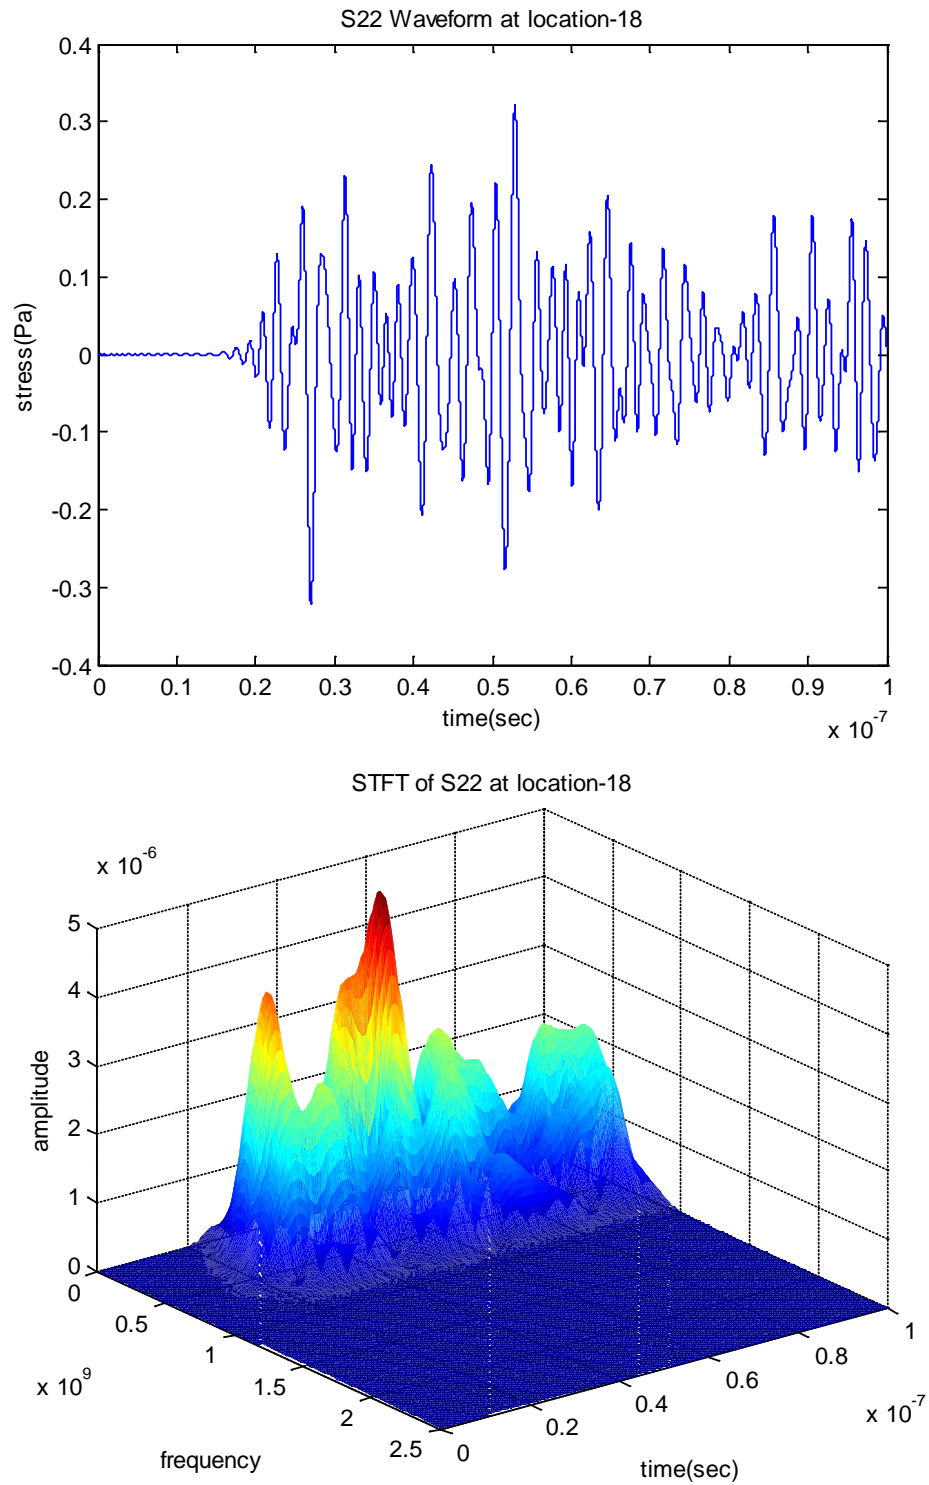 S22 Waveform at location-18
0.4
0.3
0.2
0.1
0
-0.1
-0.2
-0.3
-0.4
stress(Pa)
0 0.1 0.2 0.3 0.4 0.5 0.6 0.7 0.8 0.9 1
time(sec)
x 10^-7
STFT of S22 at location-18
x 10^-6
5
4
3
2
1
0
amplitude
0
0.5
1
1.5
2
2.5
x 10^9
frequency
0
0.2
0.4
0.6
0.8
1
x 10^-7
time(sec)